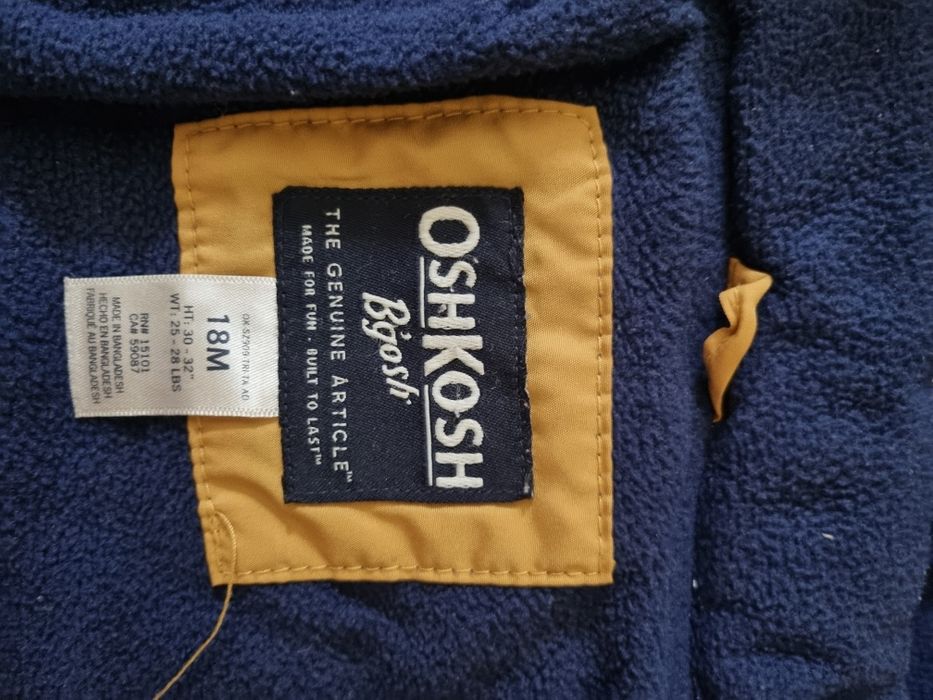 OSHKOSH
B'gosh
THE GENUINE ARTICLE™
MADE FOR FUN · BUILT TO LAST™
18M
HT: 30 - 32"
WT: 25 - 28 LBS
RN# 15101
CA# 59087
MADE IN BANGLADESH
HECHO EN BANGLADESH
FABRIQUÉ AU BANGLADESH